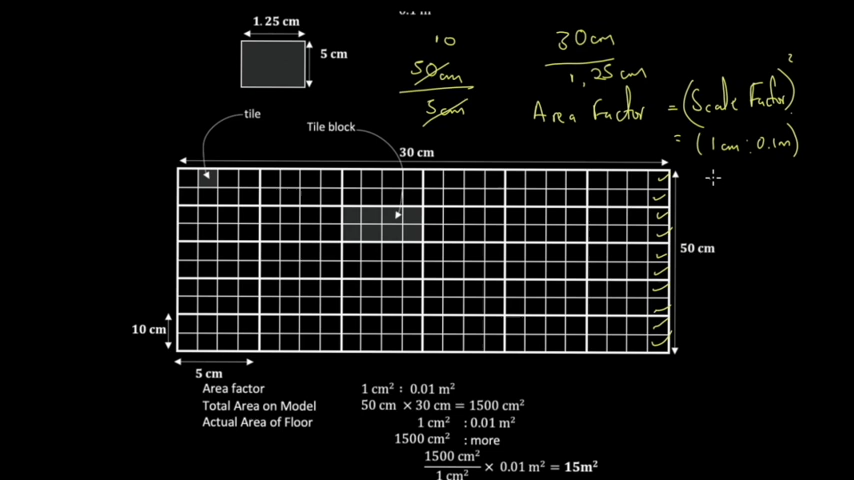 0.1 m
1.25 cm
5 cm
10
50cm
5cm
30cm
1,25cm
Area Factor = (Scale Factor)²
= (1cm : 0.1m)
tile
Tile block
30 cm
50 cm
10 cm
5 cm
Area factor 1 cm² : 0.01 m²
Total Area on Model 50 cm × 30 cm = 1500 cm²
Actual Area of Floor 1 cm² : 0.01 m²
1500 cm² : more
1500 cm²
1 cm²
× 0.01 m² = 15m²